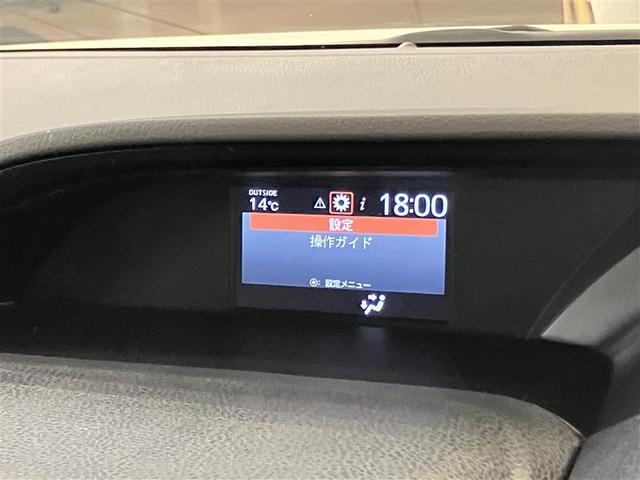 OUTSIDE
14℃
i
18:00
設定
操作ガイド
◎: 設定メニュー